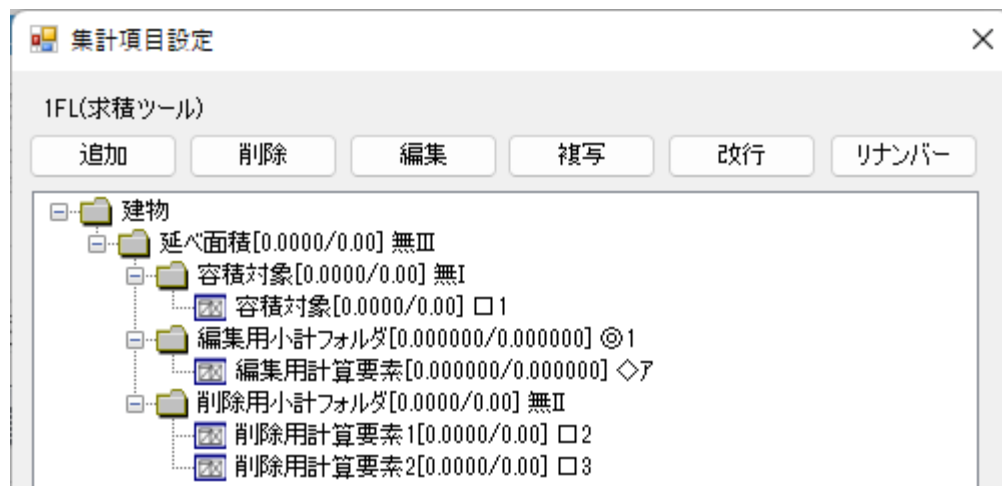 集計項目設定
1FL(求積ツール)
追加 削除 編集 複写 改行 リナンバー
建物
延べ面積[0.0000/0.00] 無Ⅲ
容積対象[0.0000/0.00] 無Ⅰ
容積対象[0.0000/0.00] □1
編集用小計フォルダ[0.000000/0.000000] ◎1
編集用計算要素[0.000000/0.000000] ◇ア
削除用小計フォルダ[0.0000/0.00] 無Ⅱ
削除用計算要素1[0.0000/0.00] □2
削除用計算要素2[0.0000/0.00] □3